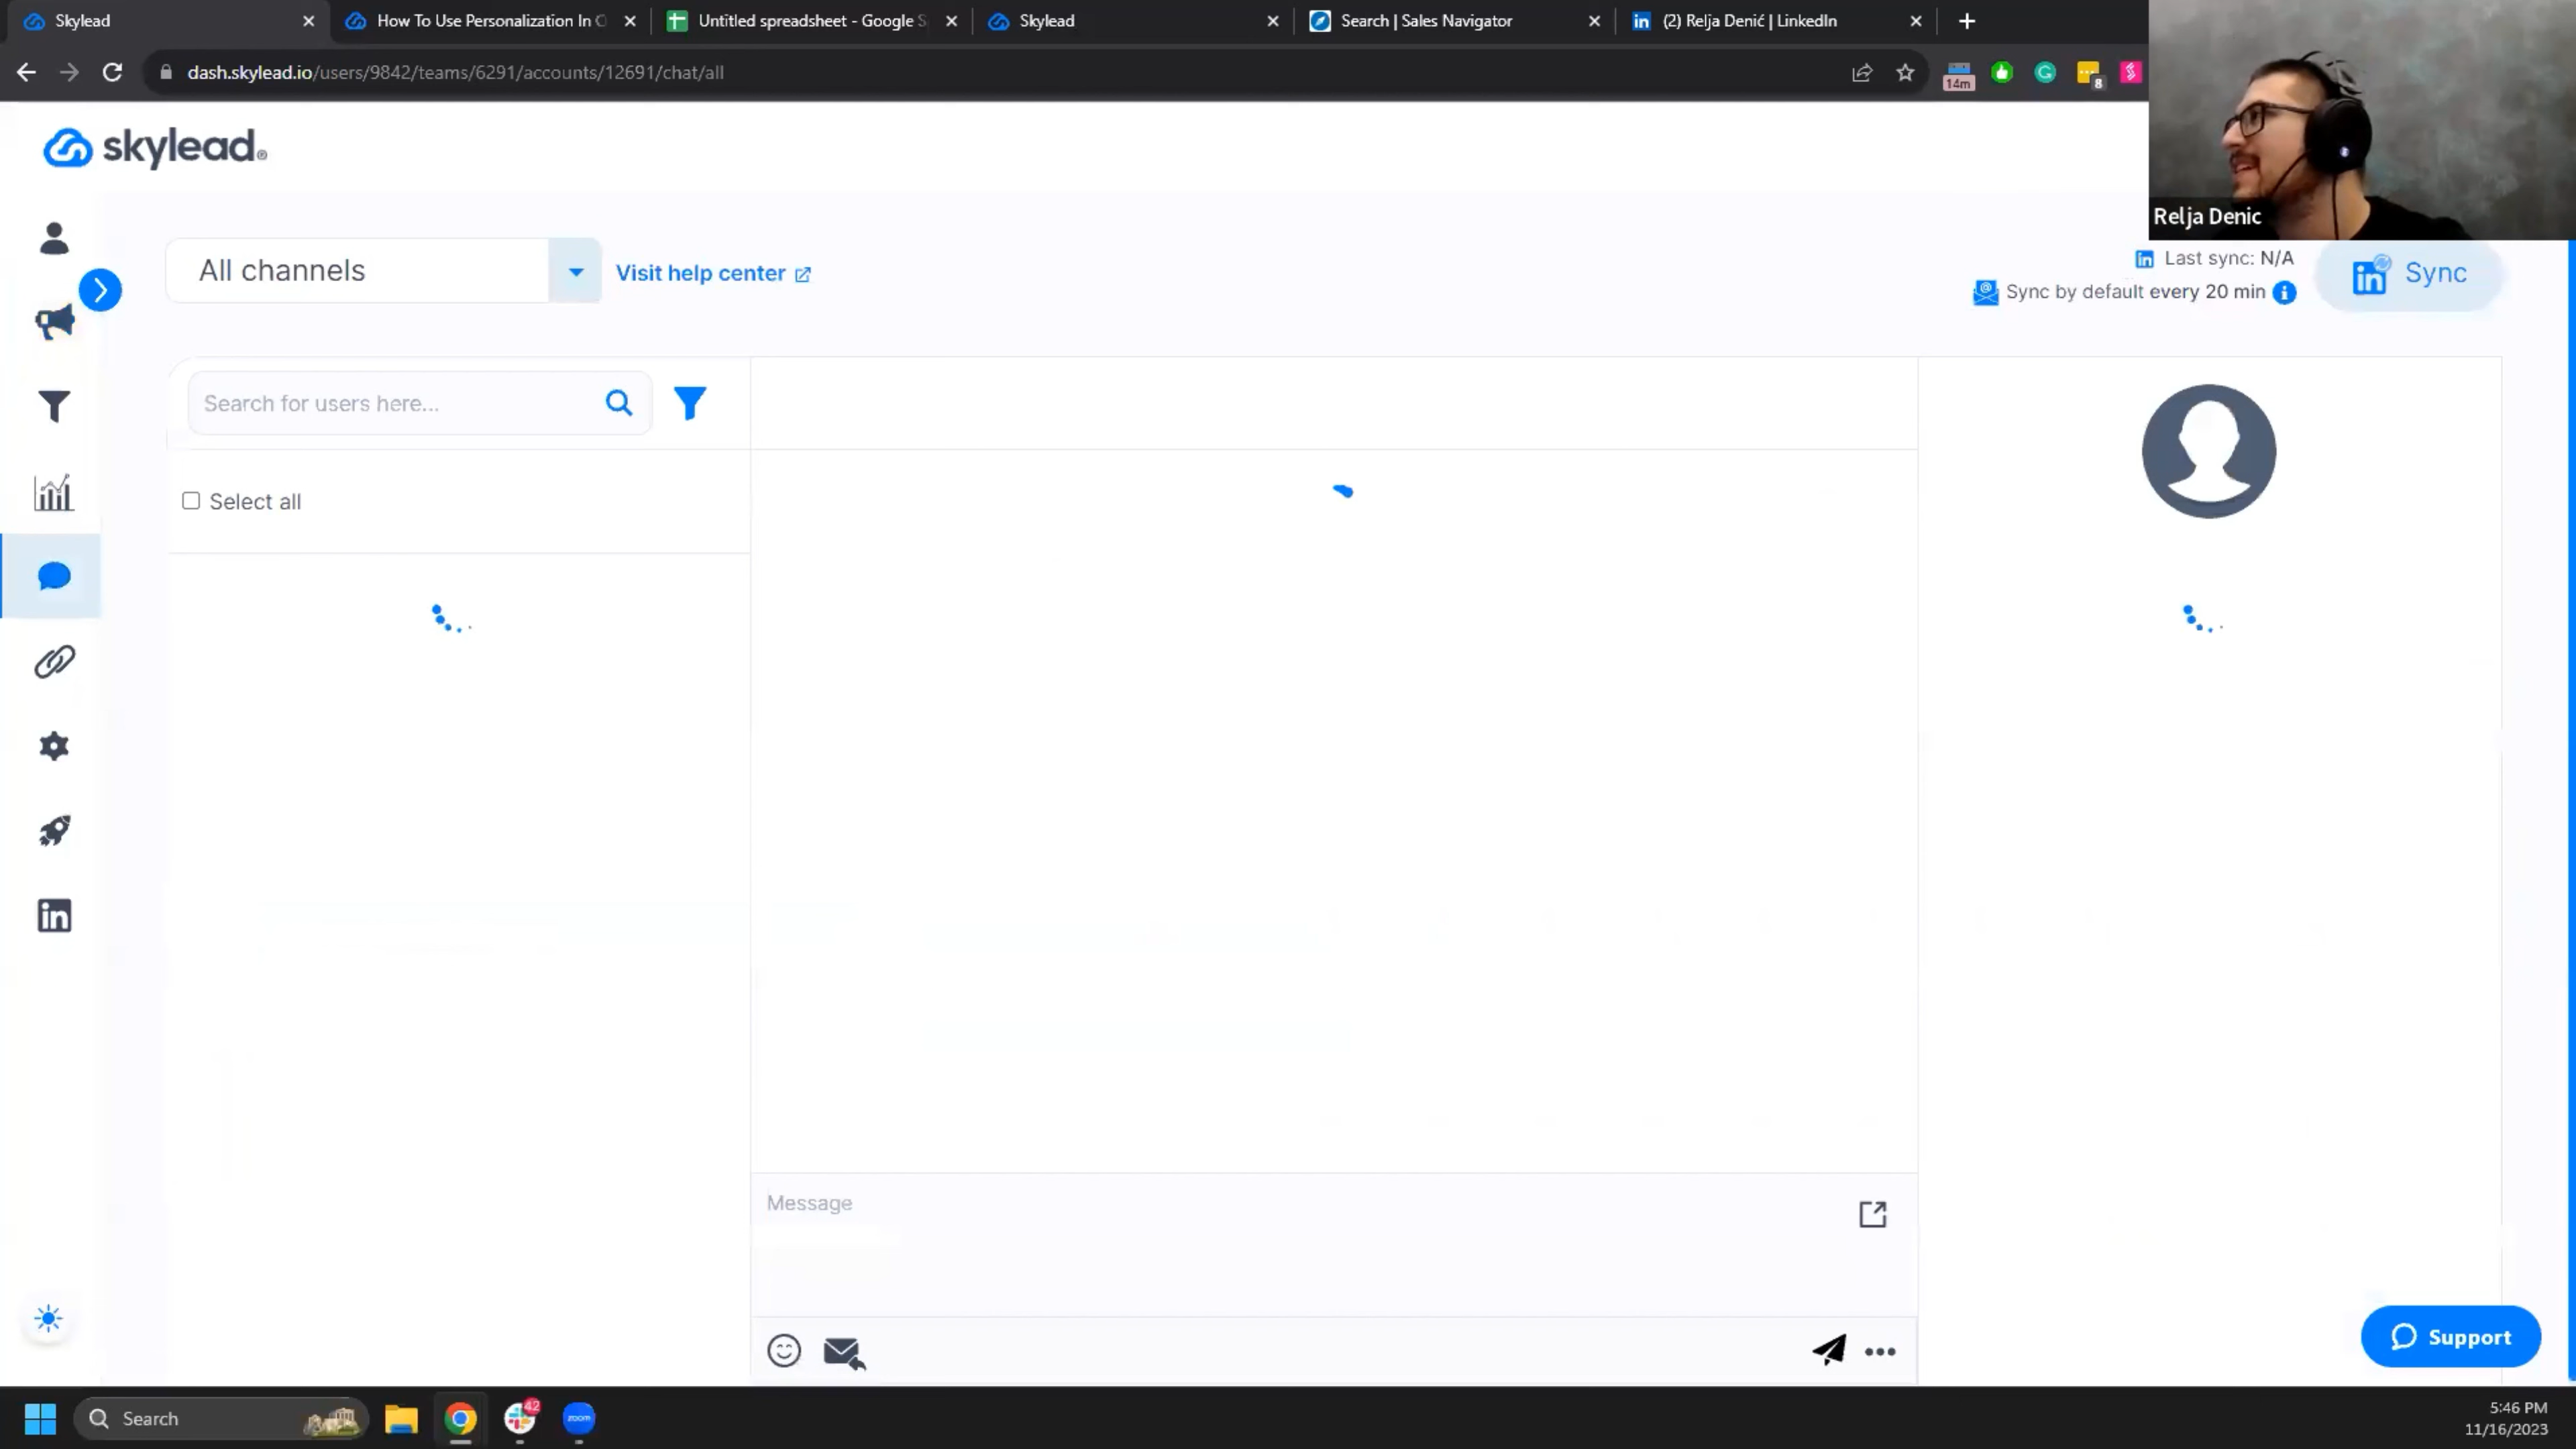 Skylead
How To Use Personalization In
Untitled spreadsheet - Google S
Skylead
Search | Sales Navigator
(2) Relja Denić | LinkedIn
dash.skylead.io/users/9842/teams/6291/accounts/12691/chat/all
14m
8
skylead
Relja Denic
All channels
Visit help center
Last sync: N/A
Sync by default every 20 min
Sync
Search for users here...
Select all
Message
Support
Search
42
zoom
5:46 PM
11/16/2023